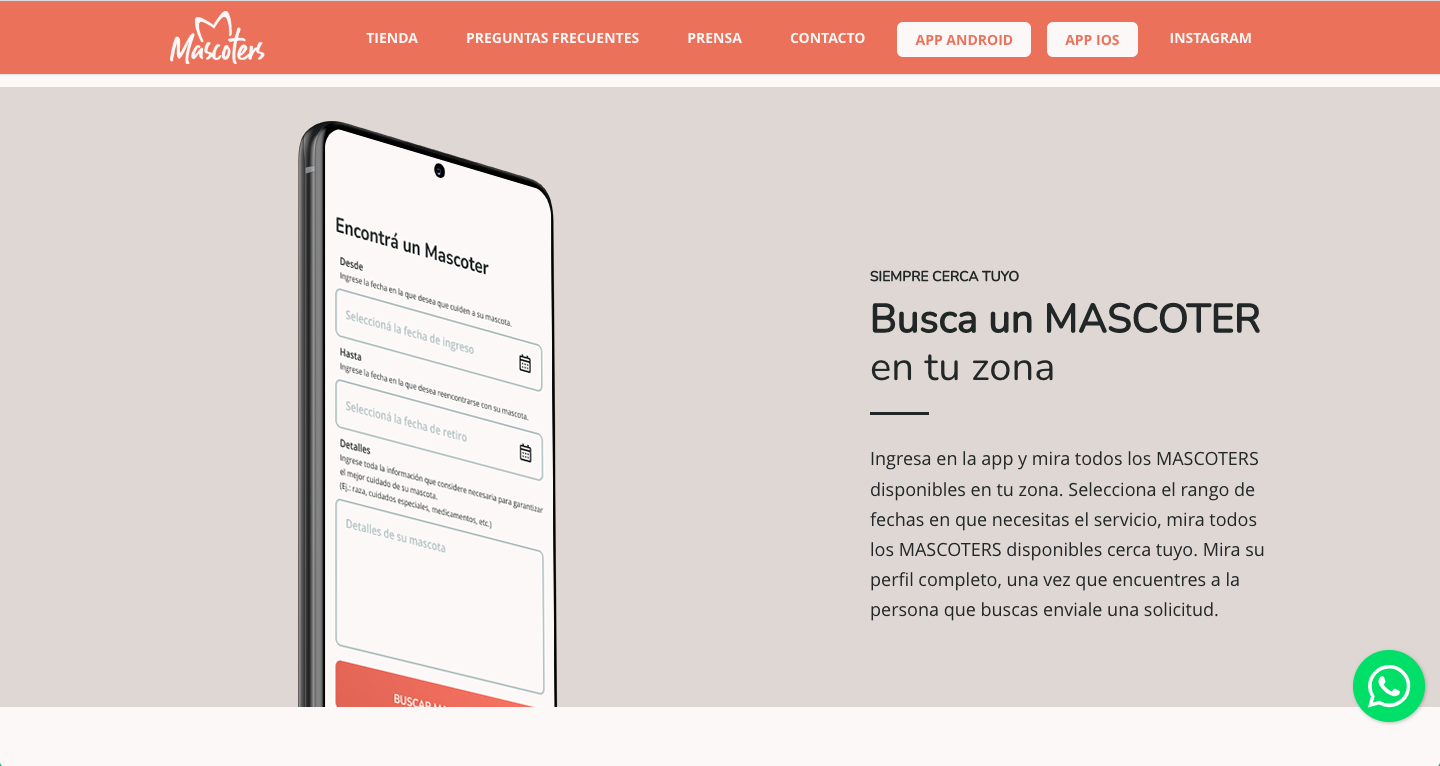 Mascoters
TIENDA
PREGUNTAS FRECUENTES
PRENSA
CONTACTO
APP ANDROID
APP IOS
INSTAGRAM
Encontrá un Mascoter
Desde
Ingrese la fecha en la que desea que cuiden a su mascota.
Seleccioná la fecha de ingreso
Hasta
Ingrese la fecha en la que desea reencontrarse con su mascota.
Seleccioná la fecha de retiro
Detalles
Ingrese toda la información que considere necesaria para garantizar
el mejor cuidado de su mascota.
(Ej.: raza, cuidados especiales, medicamentos, etc.)
Detalles de su mascota
BUSCAR
SIEMPRE CERCA TUYO
Busca un MASCOTER
en tu zona
Ingresa en la app y mira todos los MASCOTERS
disponibles en tu zona. Selecciona el rango de
fechas en que necesitas el servicio, mira todos
los MASCOTERS disponibles cerca tuyo. Mira su
perfil completo, una vez que encuentres a la
persona que buscas enviale una solicitud.